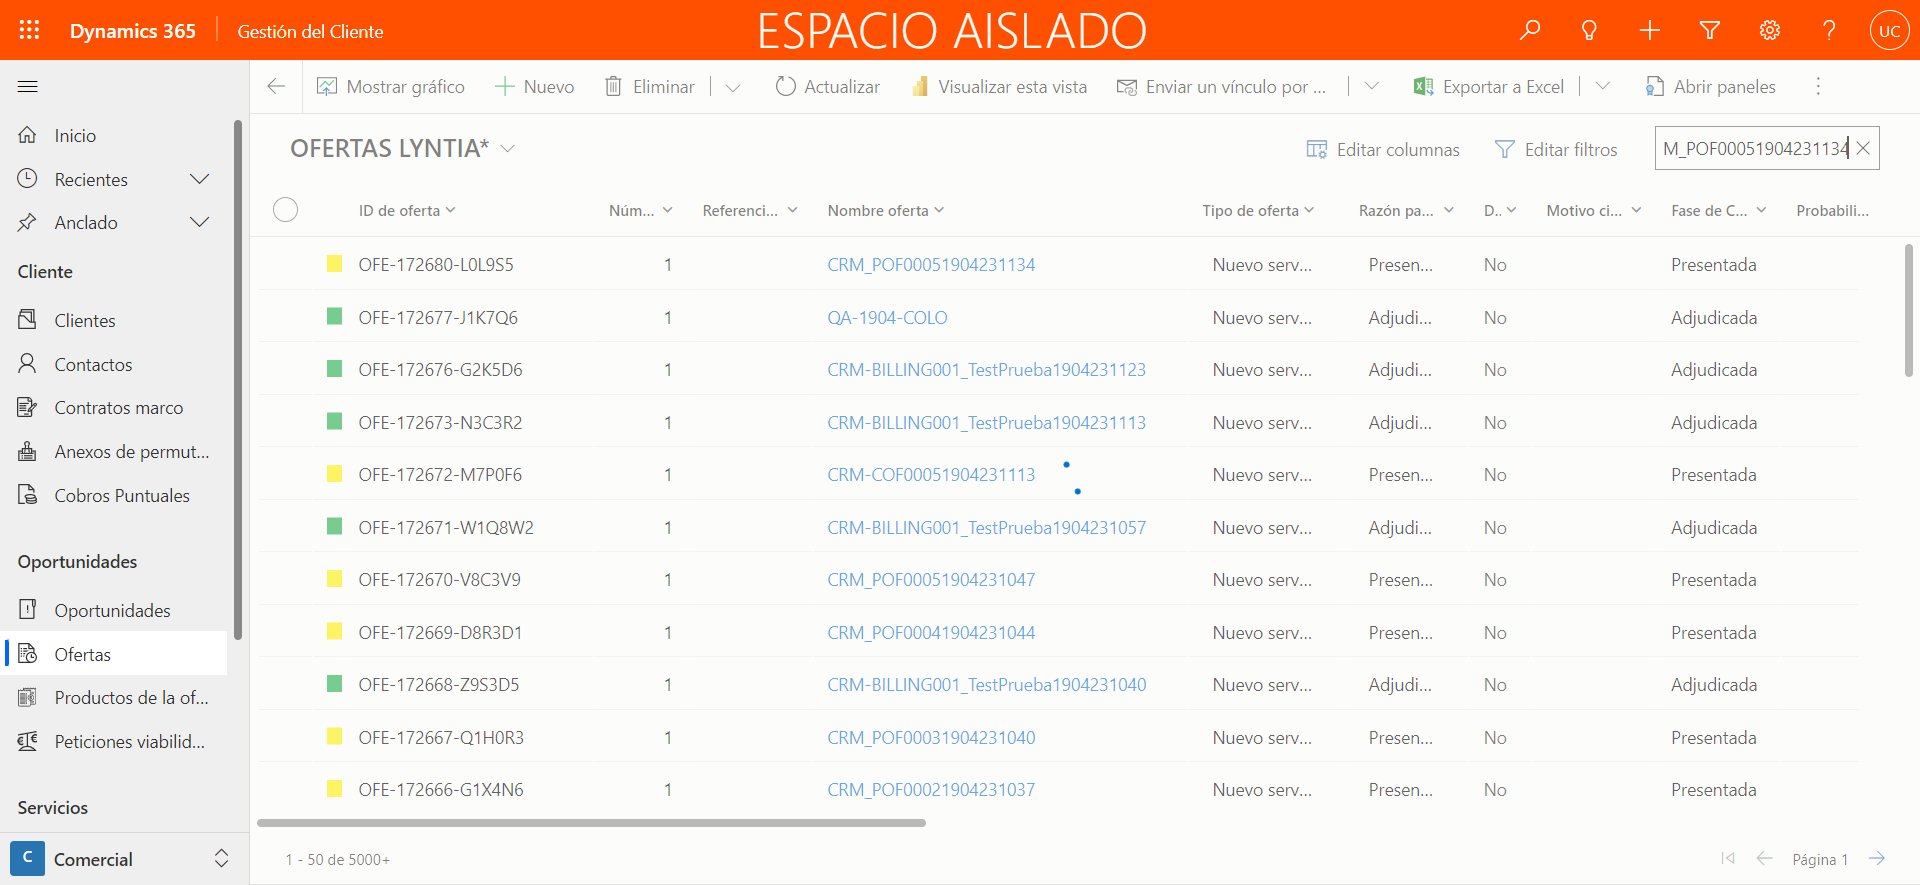 Dynamics 365
Gestión del Cliente
ESPACIO AISLADO
UC
Mostrar gráfico
Nuevo
Eliminar
Actualizar
Visualizar esta vista
Enviar un vínculo por ...
Exportar a Excel
Abrir paneles
Inicio
Recientes
Anclado
Cliente
Clientes
Contactos
Contratos marco
Anexos de permut...
Cobros Puntuales
Oportunidades
Oportunidades
Ofertas
Productos de la of...
Peticiones viabilid...
Servicios
C
Comercial
OFERTAS LYNTIA*
Editar columnas
Editar filtros
M_POF00051904231134
ID de oferta Núm... Referenci... Nombre oferta Tipo de oferta Razón pa... D.. Motivo ci... Fase de C... Probabili...
OFE-172680-L0L9S5 1 CRM_POF00051904231134 Nuevo serv... Presen... No Presentada
OFE-172677-J1K7Q6 1 QA-1904-COLO Nuevo serv... Adjudi... No Adjudicada
OFE-172676-G2K5D6 1 CRM-BILLING001_TestPrueba1904231123 Nuevo serv... Adjudi... No Adjudicada
OFE-172673-N3C3R2 1 CRM-BILLING001_TestPrueba1904231113 Nuevo serv... Adjudi... No Adjudicada
OFE-172672-M7P0F6 1 CRM-COF00051904231113 Nuevo serv... Presen... No Presentada
OFE-172671-W1Q8W2 1 CRM-BILLING001_TestPrueba1904231057 Nuevo serv... Adjudi... No Adjudicada
OFE-172670-V8C3V9 1 CRM_POF00051904231047 Nuevo serv... Presen... No Presentada
OFE-172669-D8R3D1 1 CRM_POF00041904231044 Nuevo serv... Presen... No Presentada
OFE-172668-Z9S3D5 1 CRM-BILLING001_TestPrueba1904231040 Nuevo serv... Adjudi... No Adjudicada
OFE-172667-Q1H0R3 1 CRM_POF00031904231040 Nuevo serv... Presen... No Presentada
OFE-172666-G1X4N6 1 CRM_POF00021904231037 Nuevo serv... Presen... No Presentada
1 - 50 de 5000+
Página 1